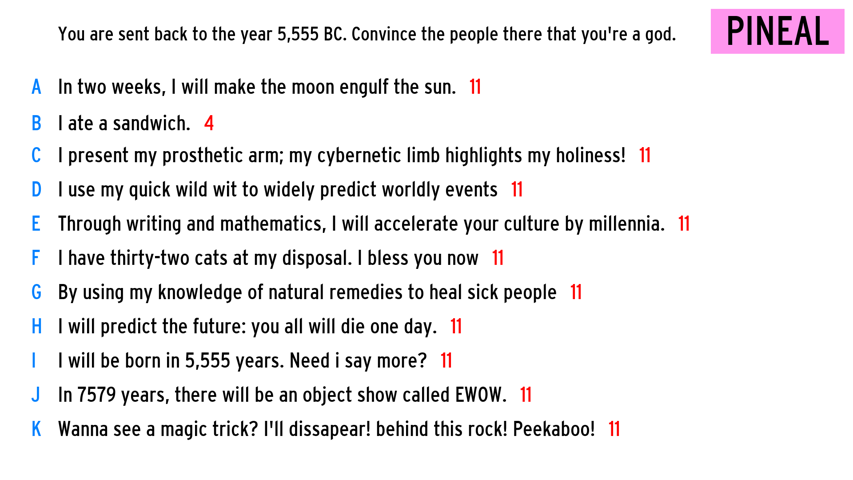 You are sent back to the year 5,555 BC. Convince the people there that you're a god.
PINEAL
A In two weeks, I will make the moon engulf the sun. 11
B I ate a sandwich. 4
C I present my prosthetic arm; my cybernetic limb highlights my holiness! 11
D I use my quick wild wit to widely predict worldly events 11
E Through writing and mathematics, I will accelerate your culture by millennia. 11
F I have thirty-two cats at my disposal. I bless you now 11
G By using my knowledge of natural remedies to heal sick people 11
H I will predict the future: you all will die one day. 11
I I will be born in 5,555 years. Need i say more? 11
J In 7579 years, there will be an object show called EWOW. 11
K Wanna see a magic trick? I'll dissapear! behind this rock! Peekaboo! 11